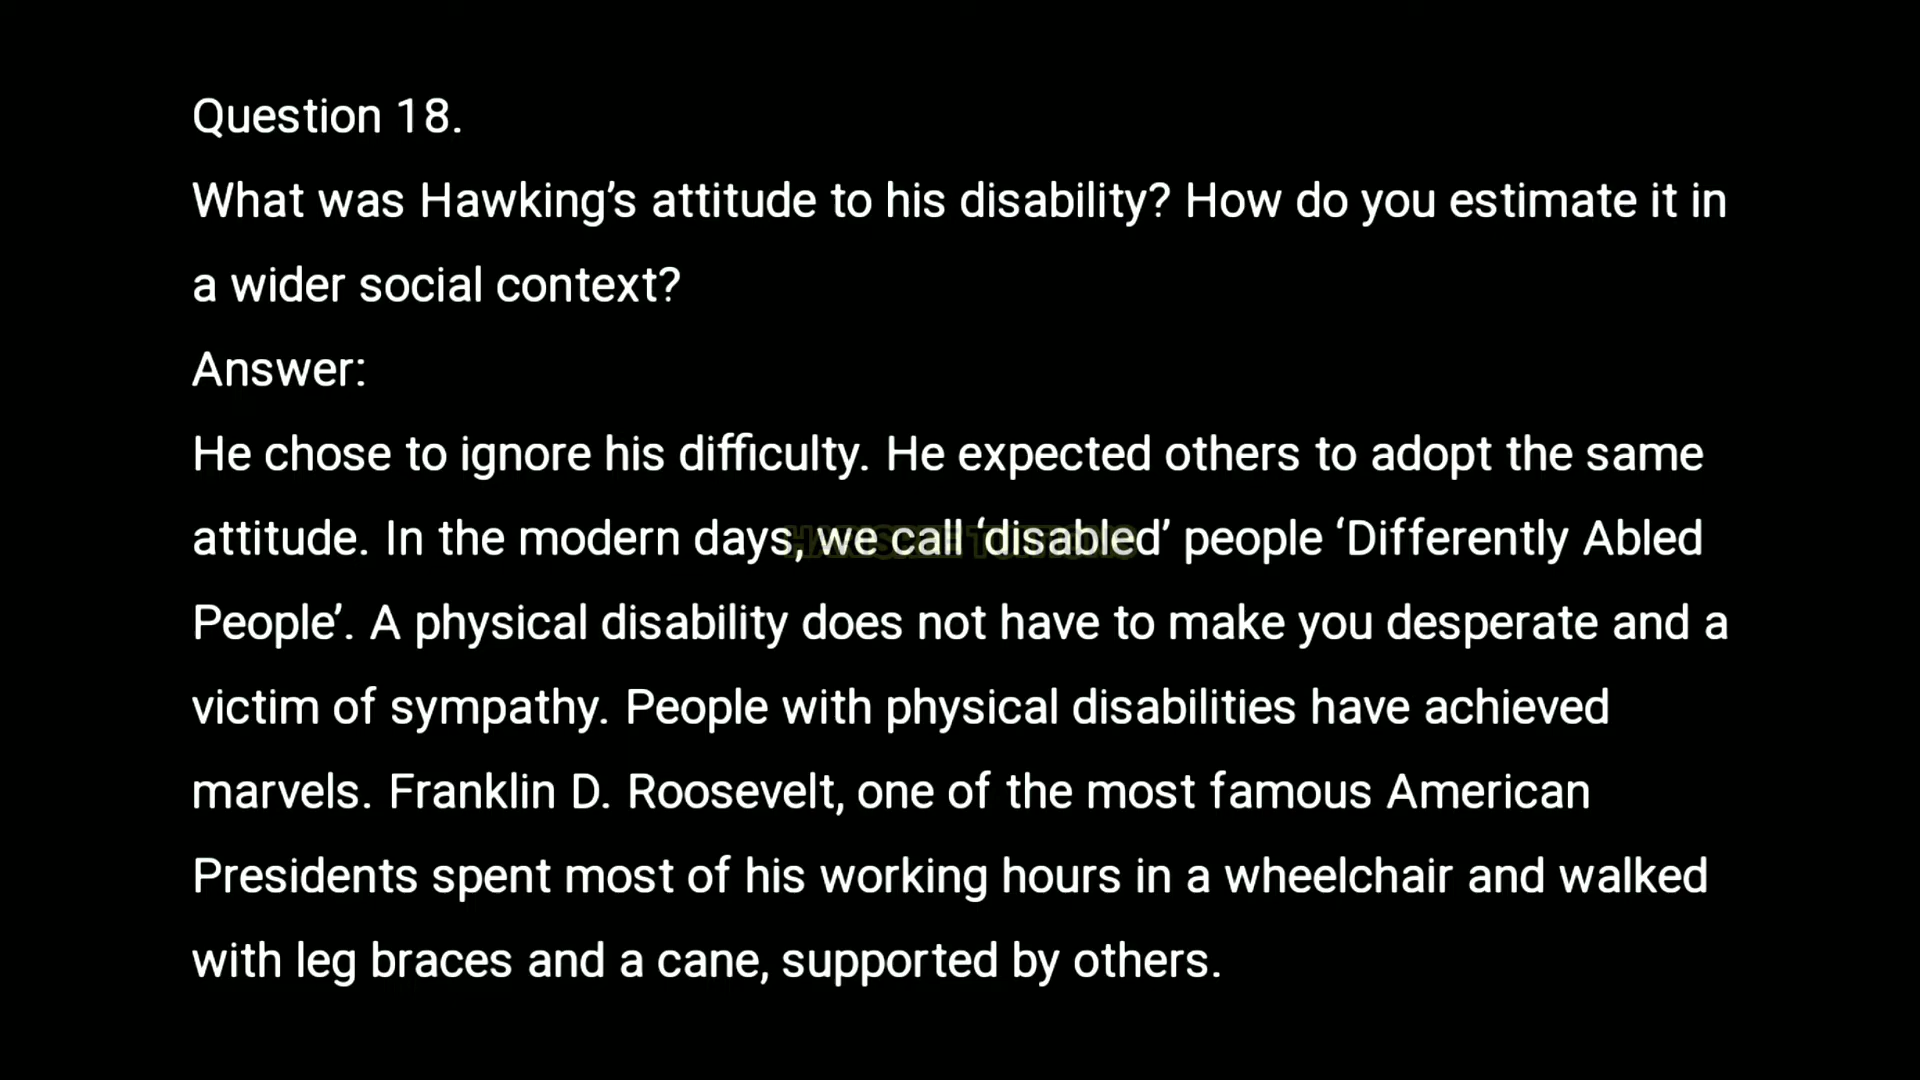 Question 18.
What was Hawking’s attitude to his disability? How do you estimate it in
a wider social context?
Answer:
He chose to ignore his difficulty. He expected others to adopt the same
attitude. In the modern days, we call ‘disabled’ people ‘Differently Abled
People’. A physical disability does not have to make you desperate and a
victim of sympathy. People with physical disabilities have achieved
marvels. Franklin D. Roosevelt, one of the most famous American
Presidents spent most of his working hours in a wheelchair and walked
with leg braces and a cane, supported by others.